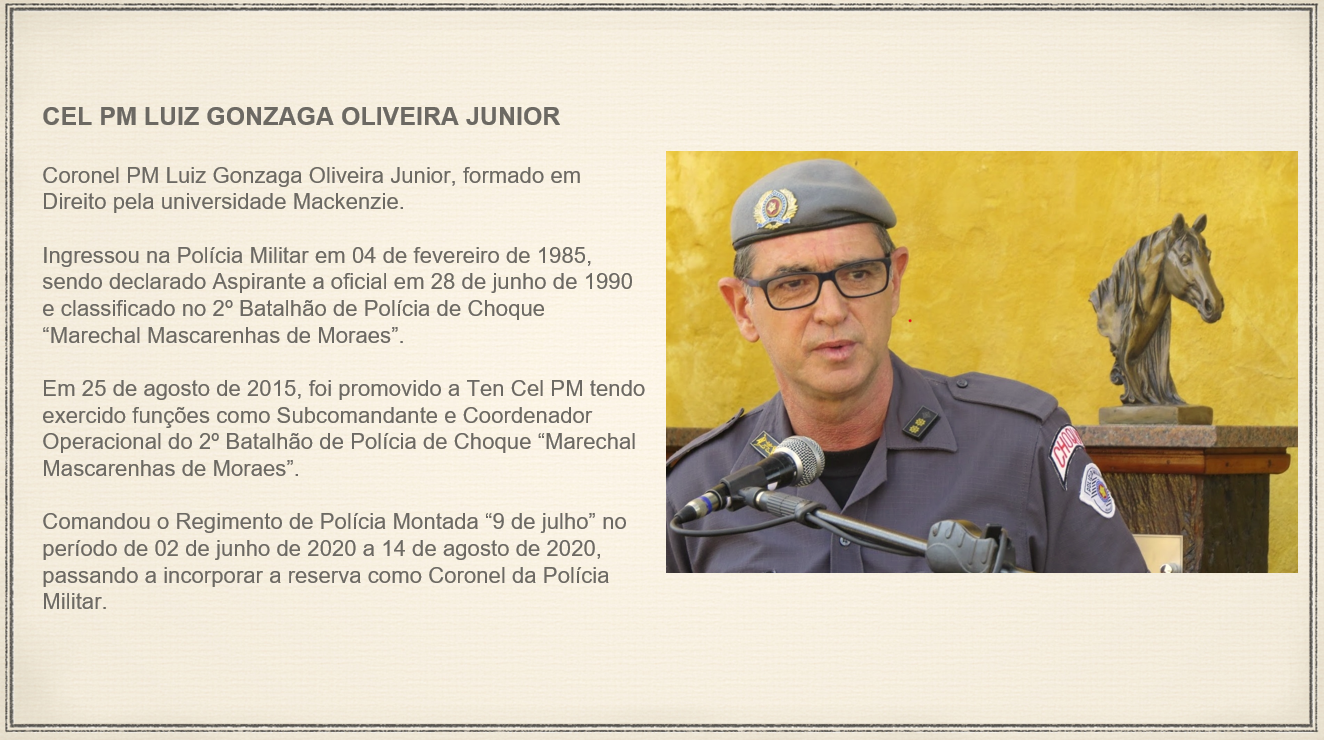 CEL PM LUIZ GONZAGA OLIVEIRA JUNIOR
Coronel PM Luiz Gonzaga Oliveira Junior, formado em
Direito pela universidade Mackenzie.
Ingressou na Polícia Militar em 04 de fevereiro de 1985,
sendo declarado Aspirante a oficial em 28 de junho de 1990
e classificado no 2º Batalhão de Polícia de Choque
“Marechal Mascarenhas de Moraes”.
Em 25 de agosto de 2015, foi promovido a Ten Cel PM tendo
exercido funções como Subcomandante e Coordenador
Operacional do 2º Batalhão de Polícia de Choque “Marechal
Mascarenhas de Moraes”.
Comandou o Regimento de Polícia Montada “9 de julho” no
período de 02 de junho de 2020 a 14 de agosto de 2020,
passando a incorporar a reserva como Coronel da Polícia
Militar.